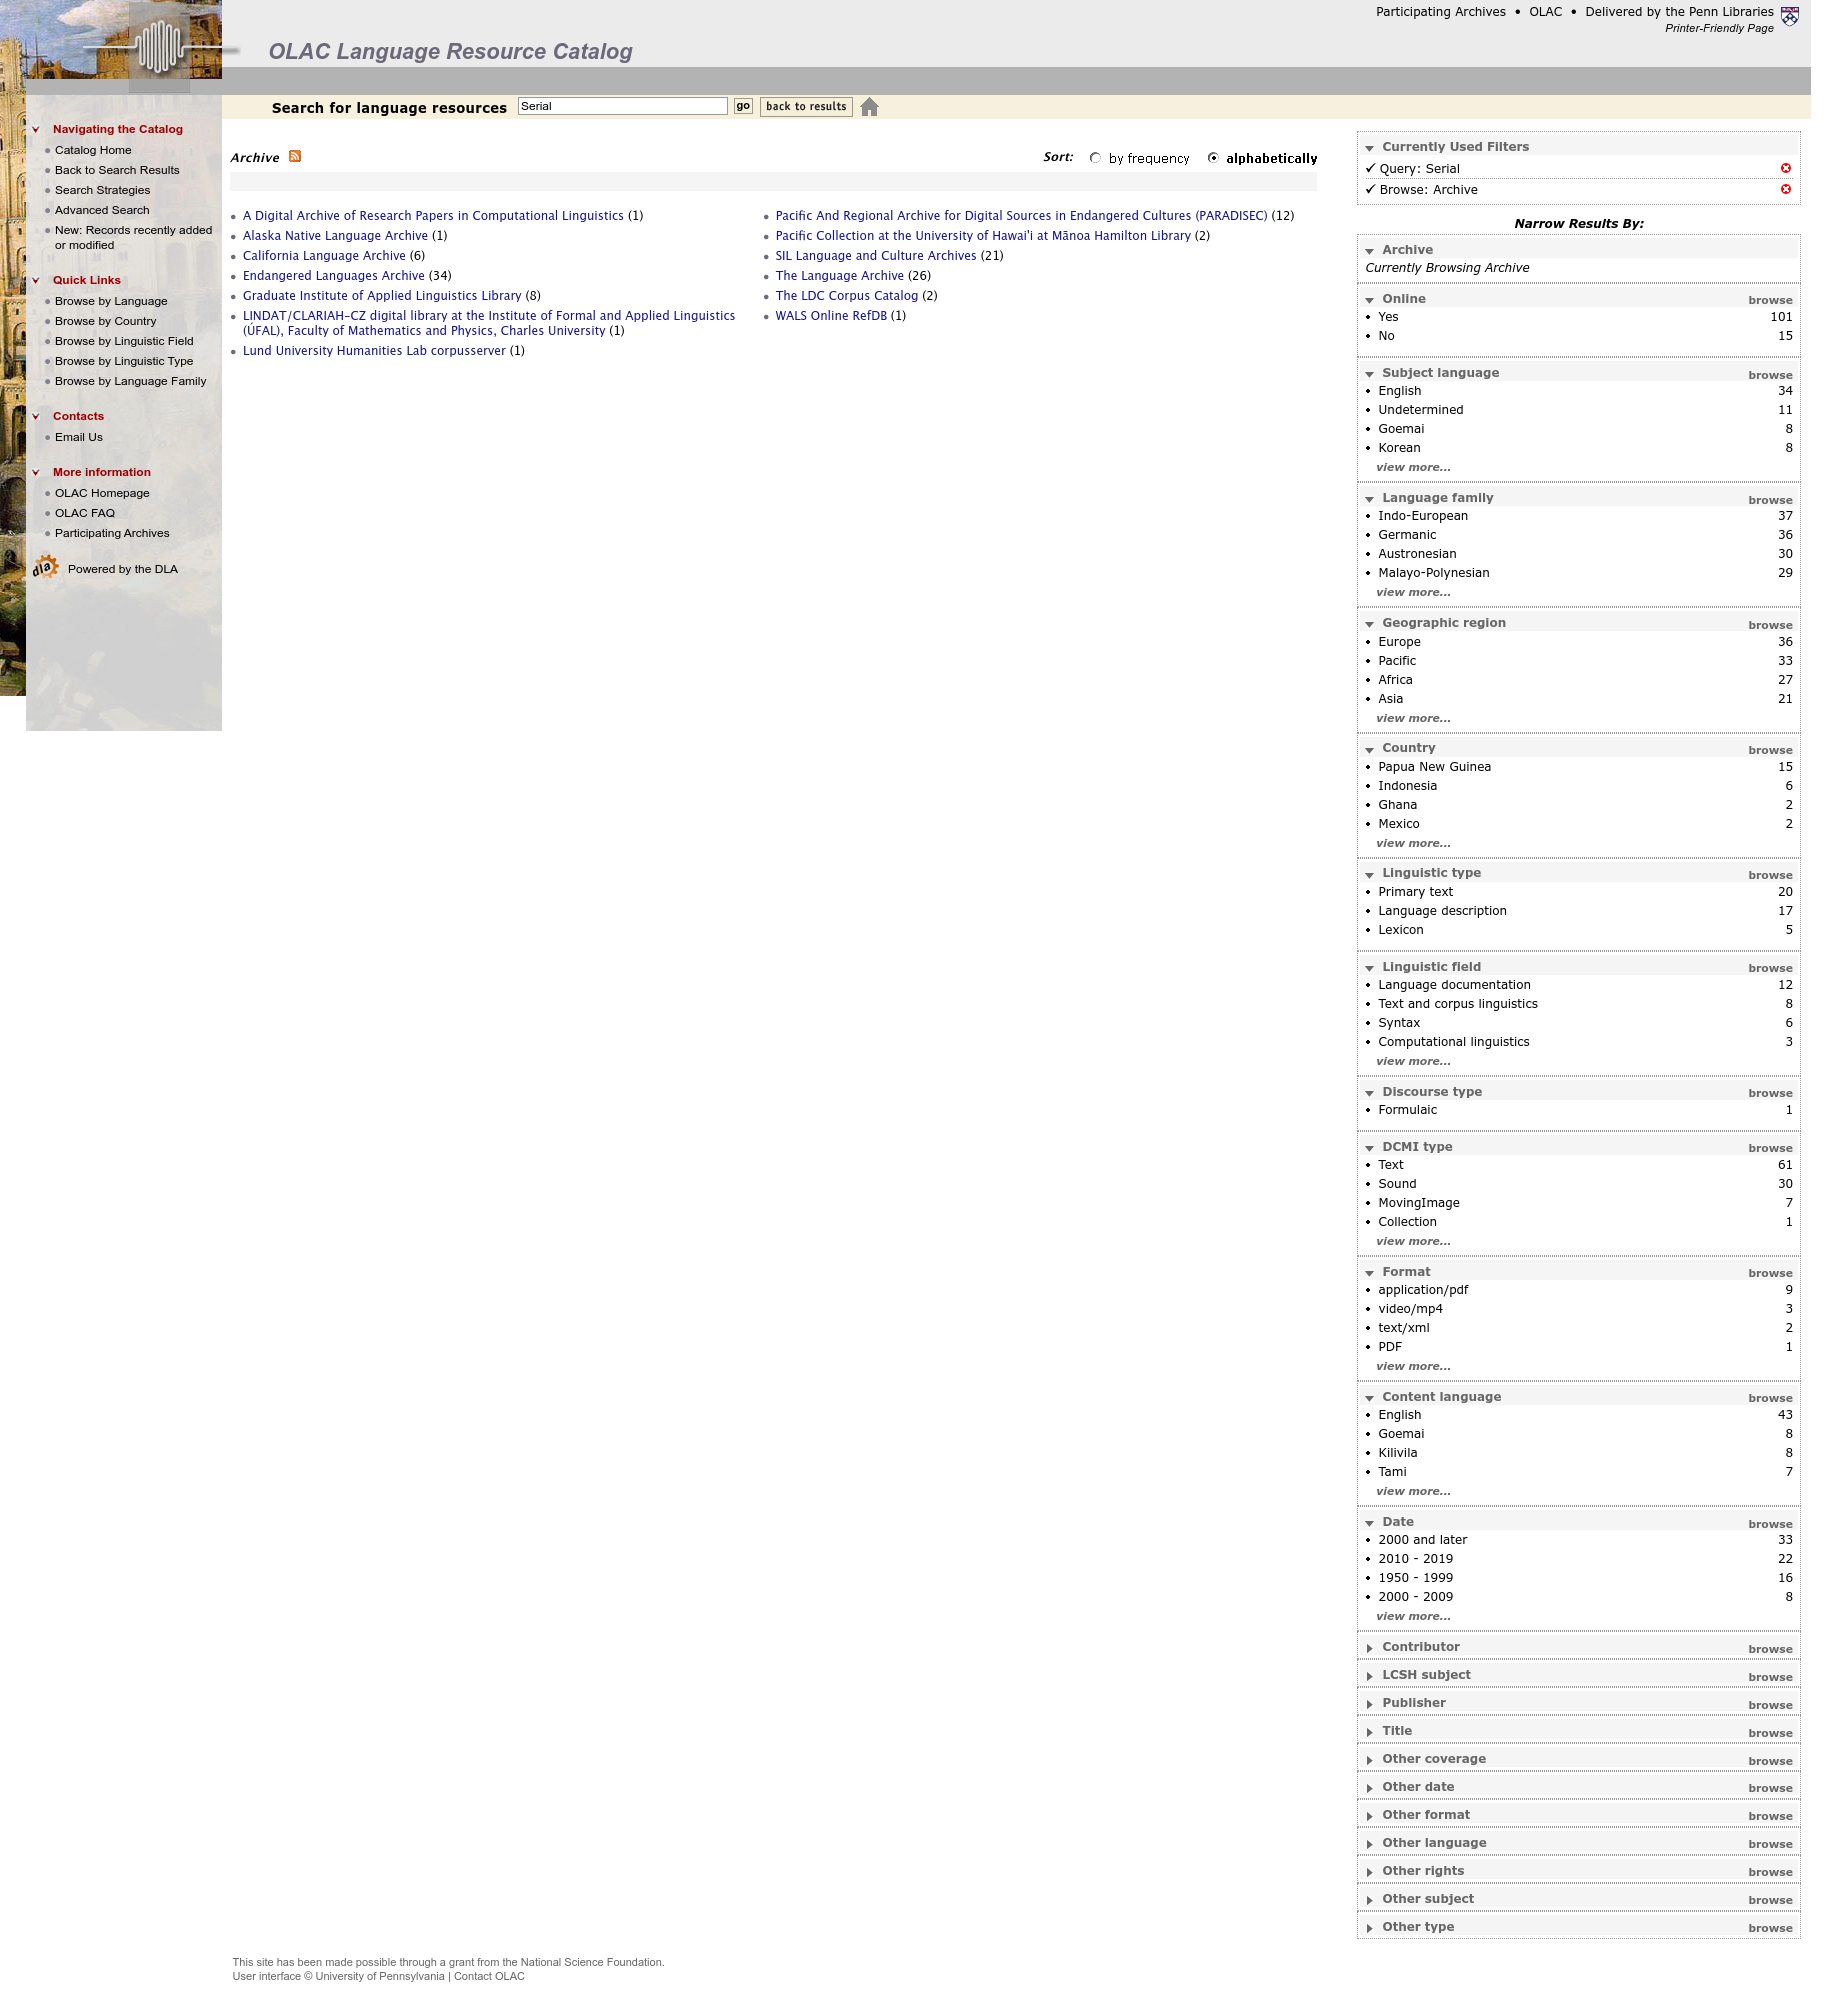 Participating Archives • OLAC • Delivered by the Penn Libraries
Printer-Friendly Page
OLAC Language Resource Catalog
Search for language resources Serial go back to results
Navigating the Catalog
Catalog Home
Back to Search Results
Search Strategies
Advanced Search
New: Records recently added
or modified
Quick Links
Browse by Language
Browse by Country
Browse by Linguistic Field
Browse by Linguistic Type
Browse by Language Family
Contacts
Email Us
More information
OLAC Homepage
OLAC FAQ
Participating Archives
dla Powered by the DLA
Archive Sort: by frequency alphabetically
A Digital Archive of Research Papers in Computational Linguistics (1)
Alaska Native Language Archive (1)
California Language Archive (6)
Endangered Languages Archive (34)
Graduate Institute of Applied Linguistics Library (8)
LINDAT/CLARIAH-CZ digital library at the Institute of Formal and Applied Linguistics
(ÚFAL), Faculty of Mathematics and Physics, Charles University (1)
Lund University Humanities Lab corpusserver (1)
Pacific And Regional Archive for Digital Sources in Endangered Cultures (PARADISEC) (12)
Pacific Collection at the University of Hawai'i at Mānoa Hamilton Library (2)
SIL Language and Culture Archives (21)
The Language Archive (26)
The LDC Corpus Catalog (2)
WALS Online RefDB (1)
Currently Used Filters
Query: Serial
Browse: Archive
Narrow Results By:
Archive
Currently Browsing Archive
Online browse
Yes 101
No 15
Subject language browse
English 34
Undetermined 11
Goemai 8
Korean 8
view more...
Language family browse
Indo-European 37
Germanic 36
Austronesian 30
Malayo-Polynesian 29
view more...
Geographic region browse
Europe 36
Pacific 33
Africa 27
Asia 21
view more...
Country browse
Papua New Guinea 15
Indonesia 6
Ghana 2
Mexico 2
view more...
Linguistic type browse
Primary text 20
Language description 17
Lexicon 5
Linguistic field browse
Language documentation 12
Text and corpus linguistics 8
Syntax 6
Computational linguistics 3
view more...
Discourse type browse
Formulaic 1
DCMI type browse
Text 61
Sound 30
MovingImage 7
Collection 1
view more...
Format browse
application/pdf 9
video/mp4 3
text/xml 2
PDF 1
view more...
Content language browse
English 43
Goemai 8
Kilivila 8
Tami 7
view more...
Date browse
2000 and later 33
2010 - 2019 22
1950 - 1999 16
2000 - 2009 8
view more...
Contributor browse
LCSH subject browse
Publisher browse
Title browse
Other coverage browse
Other date browse
Other format browse
Other language browse
Other rights browse
Other subject browse
Other type browse
This site has been made possible through a grant from the National Science Foundation.
User interface © University of Pennsylvania | Contact OLAC